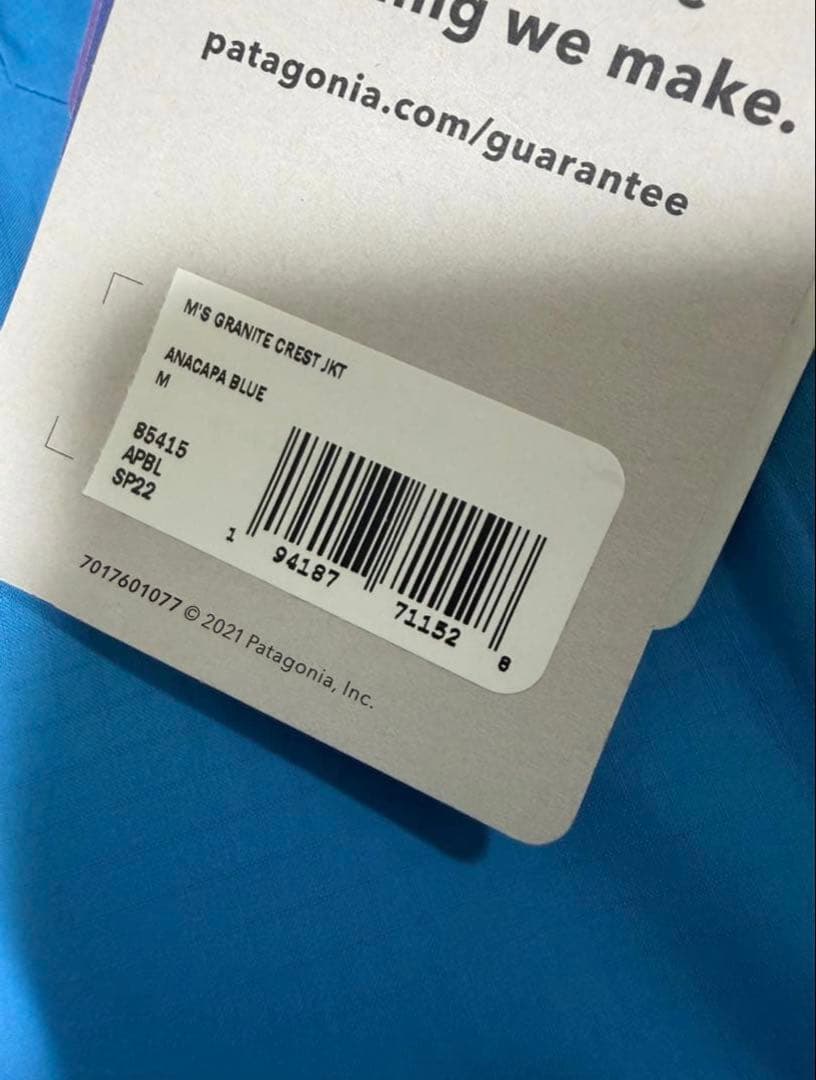 we make.
patagonia.com/guarantee
M'S GRANITE CREST JKT
ANACAPA BLUE
M
85415
APBL
SP22
1 94187 71152 8
7017601077 © 2021 Patagonia, Inc.